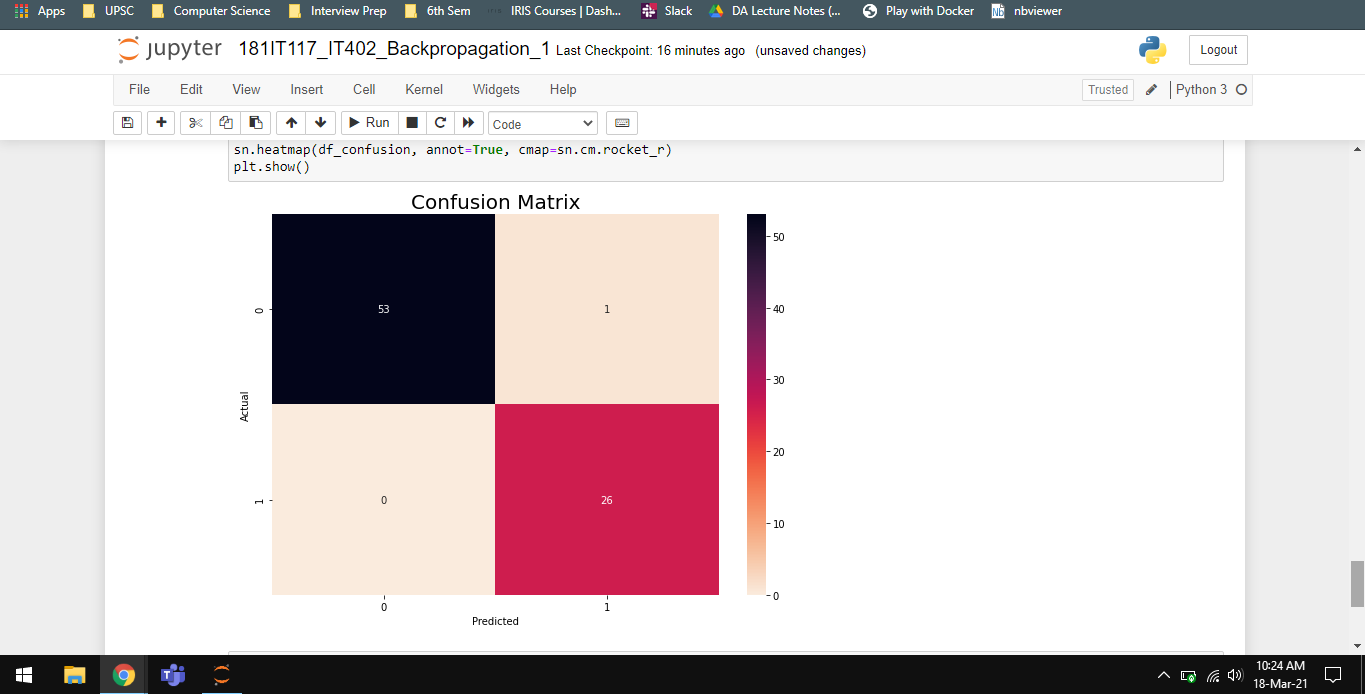 Apps UPSC Computer Science Interview Prep 6th Sem IRIS Courses | Dash... Slack DA Lecture Notes (... Play with Docker nbviewer
jupyter 181IT117_IT402_Backpropagation_1 Last Checkpoint: 16 minutes ago (unsaved changes) Logout
File Edit View Insert Cell Kernel Widgets Help Trusted Python 3
Run Code
sn.heatmap(df_confusion, annot=True, cmap=sn.cm.rocket_r)
plt.show()
Confusion Matrix
50
40
30
20
10
0
53 1
0 26
0
1
Actual
0 1
Predicted
10:24 AM
18-Mar-21